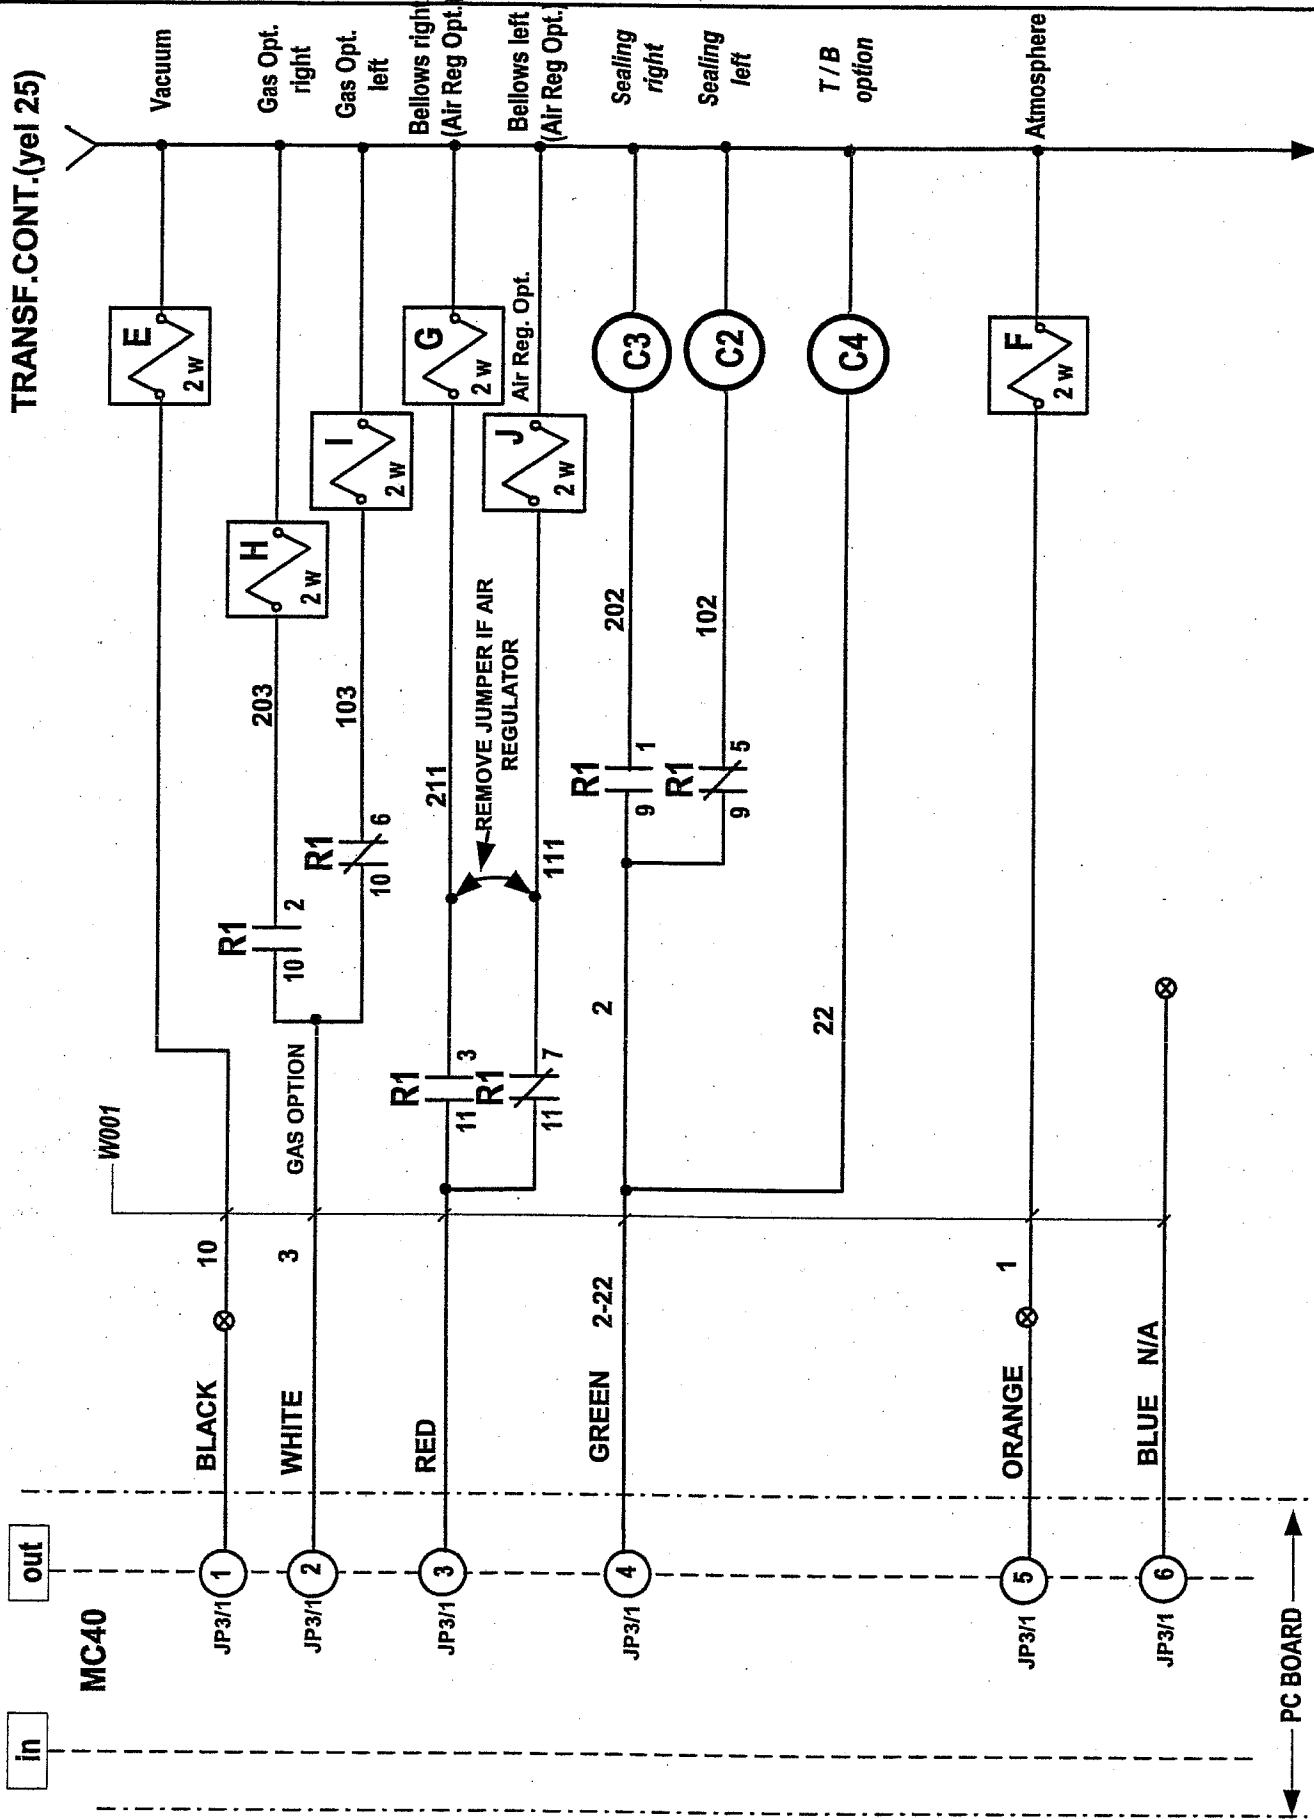 TRANSF.CONT.(yel 25)
Vacuum
Gas Opt.
right
Gas Opt.
left
Bellows right
(Air Reg Opt.)
Bellows left
(Air Reg Opt.)
Sealing
right
Sealing
left
T / B
option
Atmosphere
E
2 w
H
2 w
I
2 w
G
2 w
Air Reg. Opt.
J
2 w
C3
C2
C4
F
2 w
203
103
211
REMOVE JUMPER IF AIR
REGULATOR
111
202
102
R1
10 2
R1
10 6
R1
11 3
R1
11 7
R1
9 1
R1
9 5
2
22
W001
GAS OPTION
BLACK 10
WHITE 3
RED
GREEN 2-22
ORANGE 1
BLUE N/A
out
in
MC40
JP3/1 1
JP3/1 2
JP3/1 3
JP3/1 4
JP3/1 5
JP3/1 6
PC BOARD